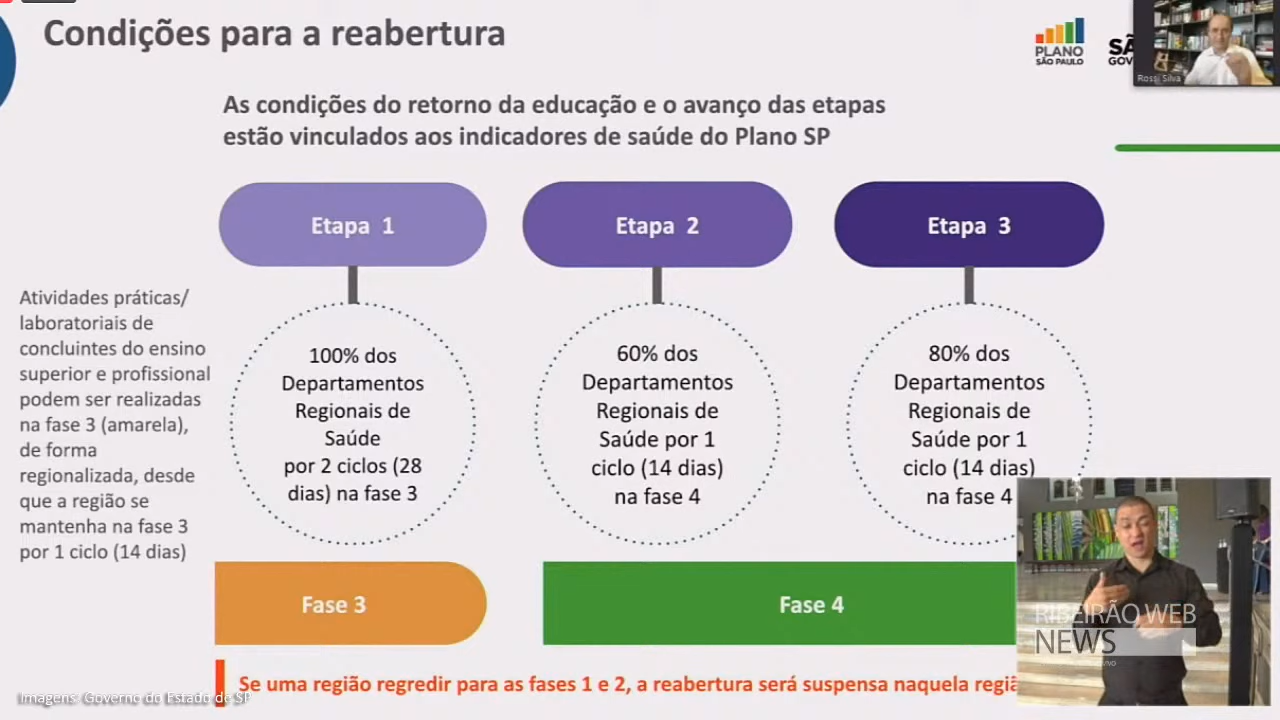 Condições para a reabertura
PLANO
SÃO PAULO
Rossi Silva
As condições do retorno da educação e o avanço das etapas
estão vinculados aos indicadores de saúde do Plano SP
Etapa 1
Etapa 2
Etapa 3
Atividades práticas/
laboratoriais de
concluintes do ensino
superior e profissional
podem ser realizadas
na fase 3 (amarela),
de forma
regionalizada, desde
que a região se
mantenha na fase 3
por 1 ciclo (14 dias)
100% dos
Departamentos
Regionais de
Saúde
por 2 ciclos (28
dias) na fase 3
60% dos
Departamentos
Regionais de
Saúde por 1
ciclo (14 dias)
na fase 4
80% dos
Departamentos
Regionais de
Saúde por 1
ciclo (14 dias)
na fase 4
Fase 3
Fase 4
RIBEIRÃO WEB
NEWS
Se uma região regredir para as fases 1 e 2, a reabertura será suspensa naquela
Imagens: Governo do Estado de SP